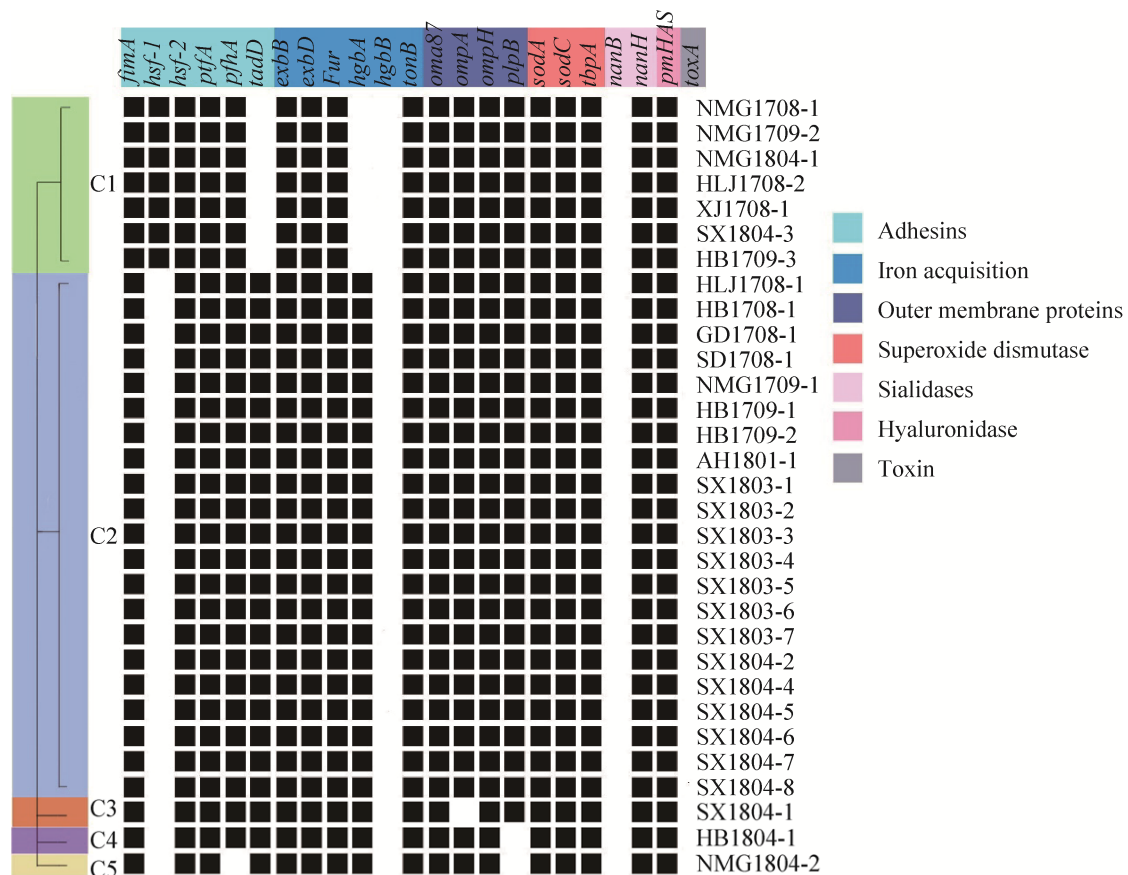 fimA
hsf-1
hsf-2
ptfA
pfhA
tadD
exbB
exbD
Fur
hgbA
hgbB
tonB
oma87
ompA
ompH
plpB
sodA
sodC
tbpA
nanB
nanH
pmHAS
toxA
C1
C2
C3
C4
C5
NMG1708-1
NMG1709-2
NMG1804-1
HLJ1708-2
XJ1708-1
SX1804-3
HB1709-3
HLJ1708-1
HB1708-1
GD1708-1
SD1708-1
NMG1709-1
HB1709-1
HB1709-2
AH1801-1
SX1803-1
SX1803-2
SX1803-3
SX1803-4
SX1803-5
SX1803-6
SX1803-7
SX1804-2
SX1804-4
SX1804-5
SX1804-6
SX1804-7
SX1804-8
SX1804-1
HB1804-1
NMG1804-2
Adhesins
Iron acquisition
Outer membrane proteins
Superoxide dismutase
Sialidases
Hyaluronidase
Toxin